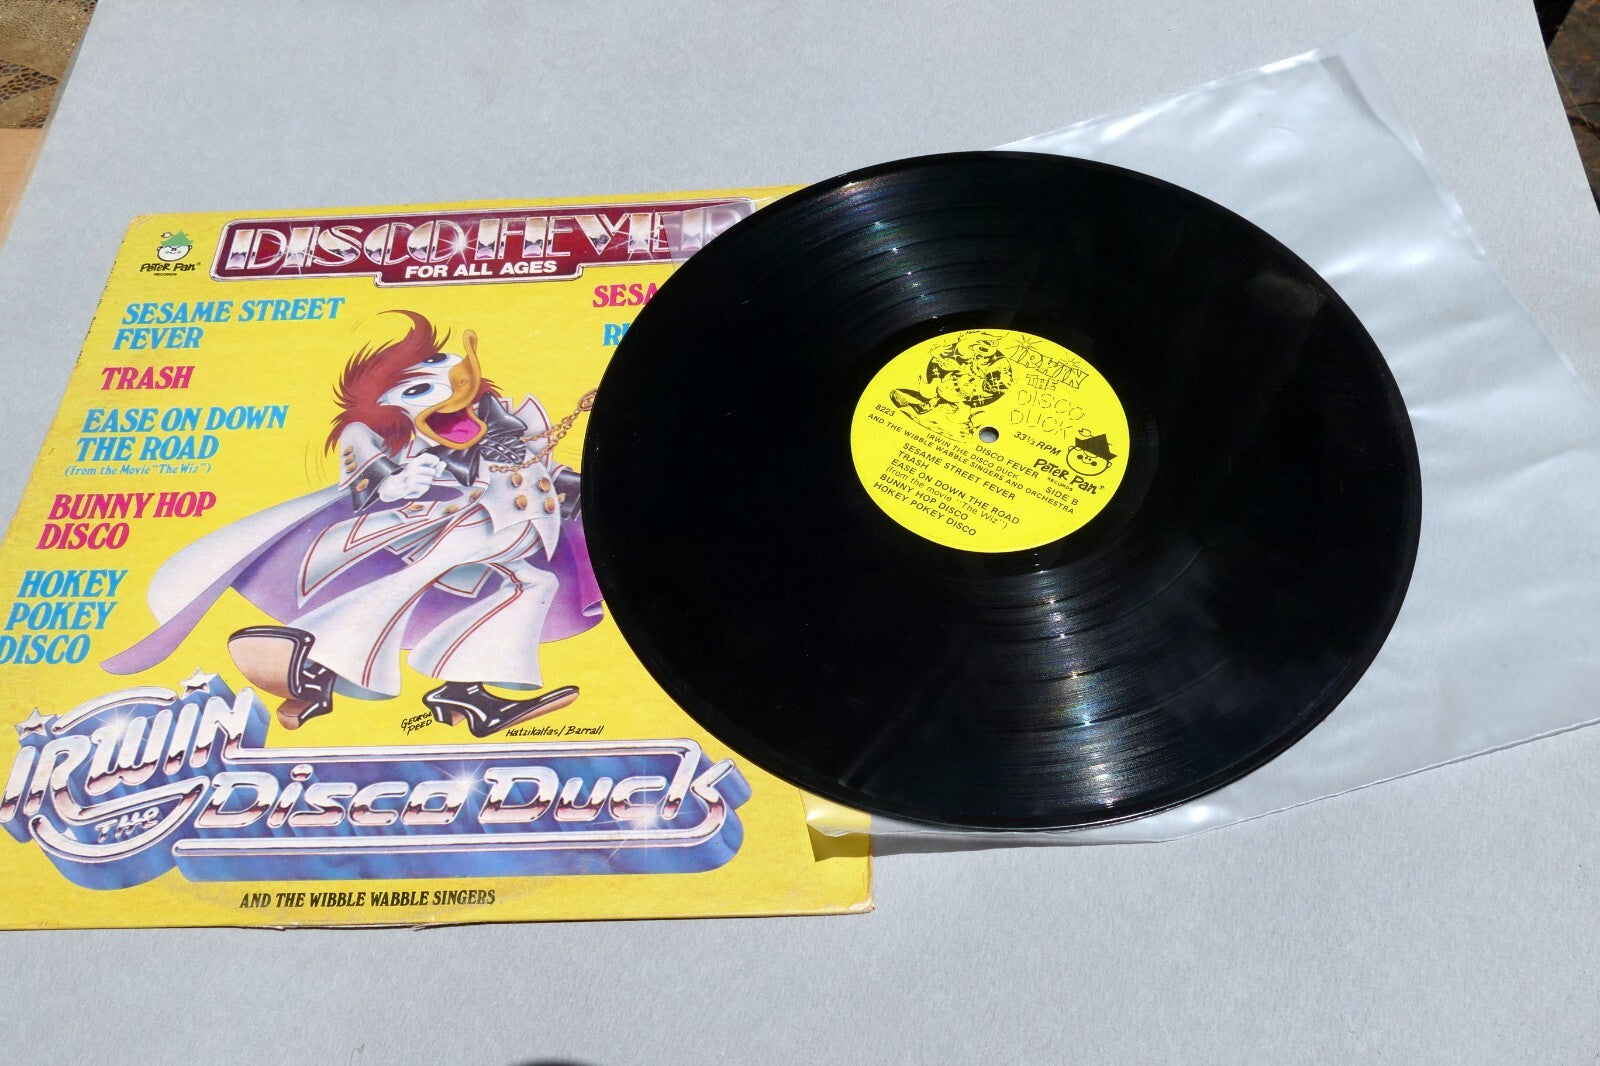 Peter Pan®
RECORDS
DISCO FEVER
FOR ALL AGES
SESAME STREET
FEVER
TRASH
EASE ON DOWN
THE ROAD
(from the Movie "The Wiz")
BUNNY HOP
DISCO
HOKEY
POKEY
DISCO
SESA
GEORGE
PEED
Hatzikalfas/Barrall
IRWIN
THE
Disco Duck
AND THE WIBBLE WABBLE SINGERS
IRWIN
THE
DISCO
DUCK
8223
33⅓ RPM
Peter Pan®
RECORDS
SIDE B
DISCO FEVER
IRWIN THE DISCO DUCK
AND THE WIBBLE WABBLE SINGERS AND ORCHESTRA
SESAME STREET FEVER
TRASH
EASE ON DOWN THE ROAD
(from the movie "The Wiz")
BUNNY HOP DISCO
HOKEY POKEY DISCO